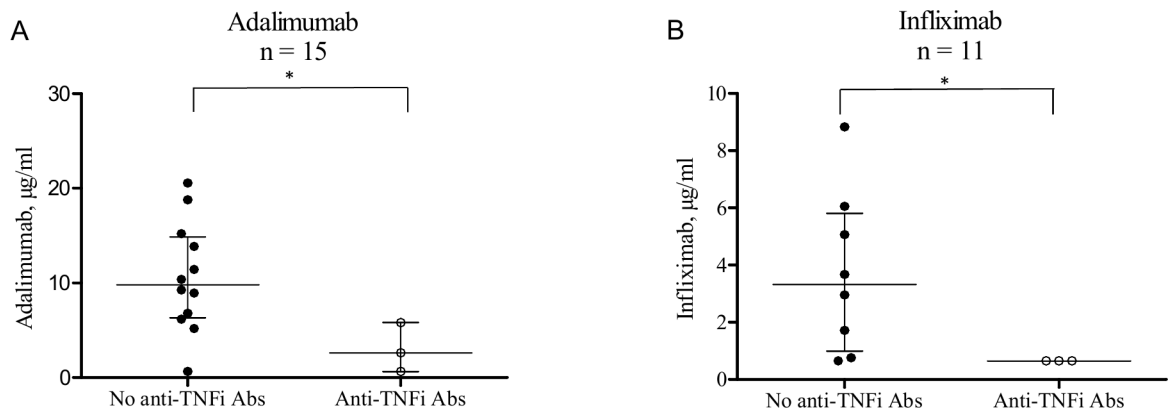 A
Adalimumab
n = 15
*
30
20
10
0
Adalimumab, µg/ml
No anti-TNFi Abs
Anti-TNFi Abs
B
Infliximab
n = 11
*
10
8
6
4
2
0
Infliximab, µg/ml
No anti-TNFi Abs
Anti-TNFi Abs